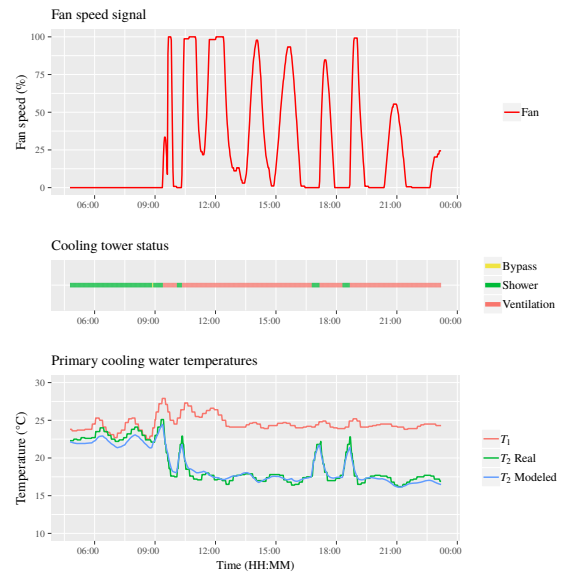 Fan speed signal
Fan speed (%)
100
75
50
25
0
06:00 09:00 12:00 15:00 18:00 21:00 00:00
Fan
Cooling tower status
06:00 09:00 12:00 15:00 18:00 21:00 00:00
Bypass
Shower
Ventilation
Primary cooling water temperatures
Temperature (°C)
30
25
20
15
10
06:00 09:00 12:00 15:00 18:00 21:00 00:00
Time (HH:MM)
T1
T2 Real
T2 Modeled